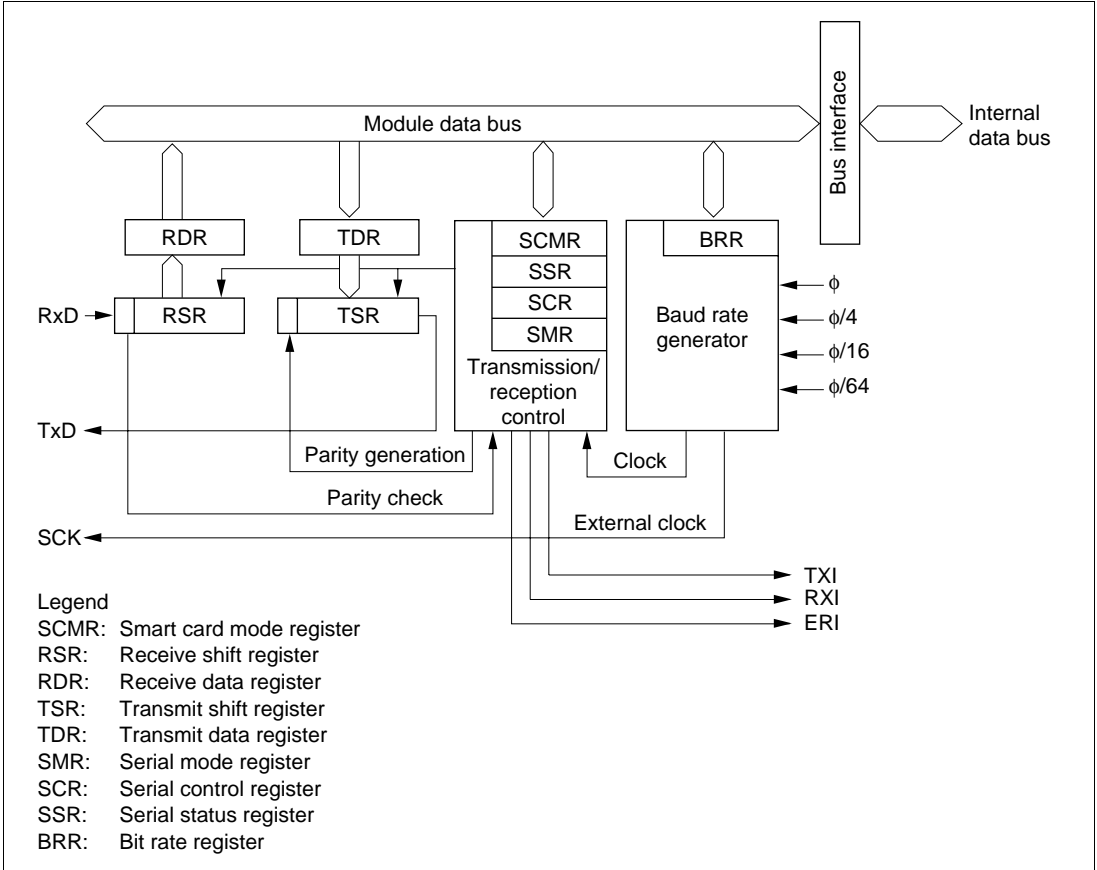 Bus interface
Internal
data bus
Module data bus
RDR
TDR
SCMR
SSR
SCR
SMR
Transmission/
reception
control
BRR
Baud rate
generator
RxD
RSR
TSR
φ
φ/4
φ/16
φ/64
TxD
Parity generation
Clock
Parity check
External clock
SCK
TXI
RXI
ERI
Legend
SCMR: Smart card mode register
RSR: Receive shift register
RDR: Receive data register
TSR: Transmit shift register
TDR: Transmit data register
SMR: Serial mode register
SCR: Serial control register
SSR: Serial status register
BRR: Bit rate register